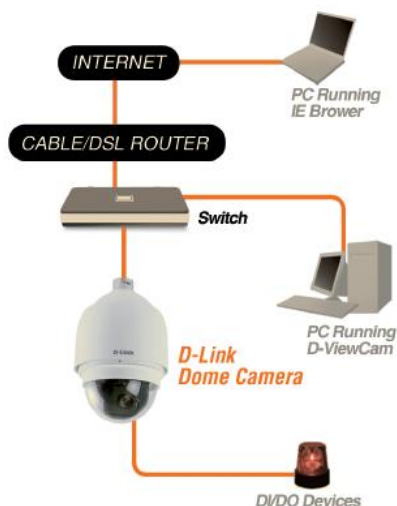 INTERNET
PC Running
IE Brower
CABLE/DSL ROUTER
Switch
PC Running
D-ViewCam
D-Link
D-Link
Dome Camera
DI/DO Devices